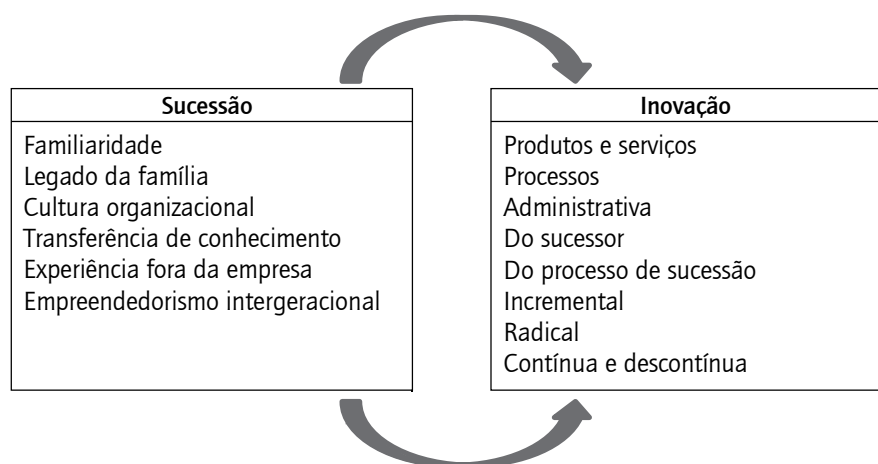 Sucessão
Familiaridade
Legado da família
Cultura organizacional
Transferência de conhecimento
Experiência fora da empresa
Empreendedorismo intergeracional
Inovação
Produtos e serviços
Processos
Administrativa
Do sucessor
Do processo de sucessão
Incremental
Radical
Contínua e descontínua